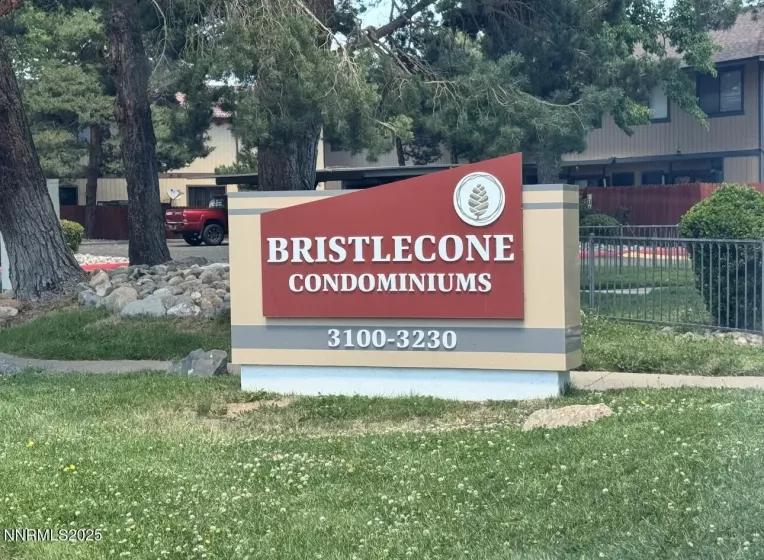 BRISTLECONE
CONDOMINIUMS
3100-3230
NNRMLS2025